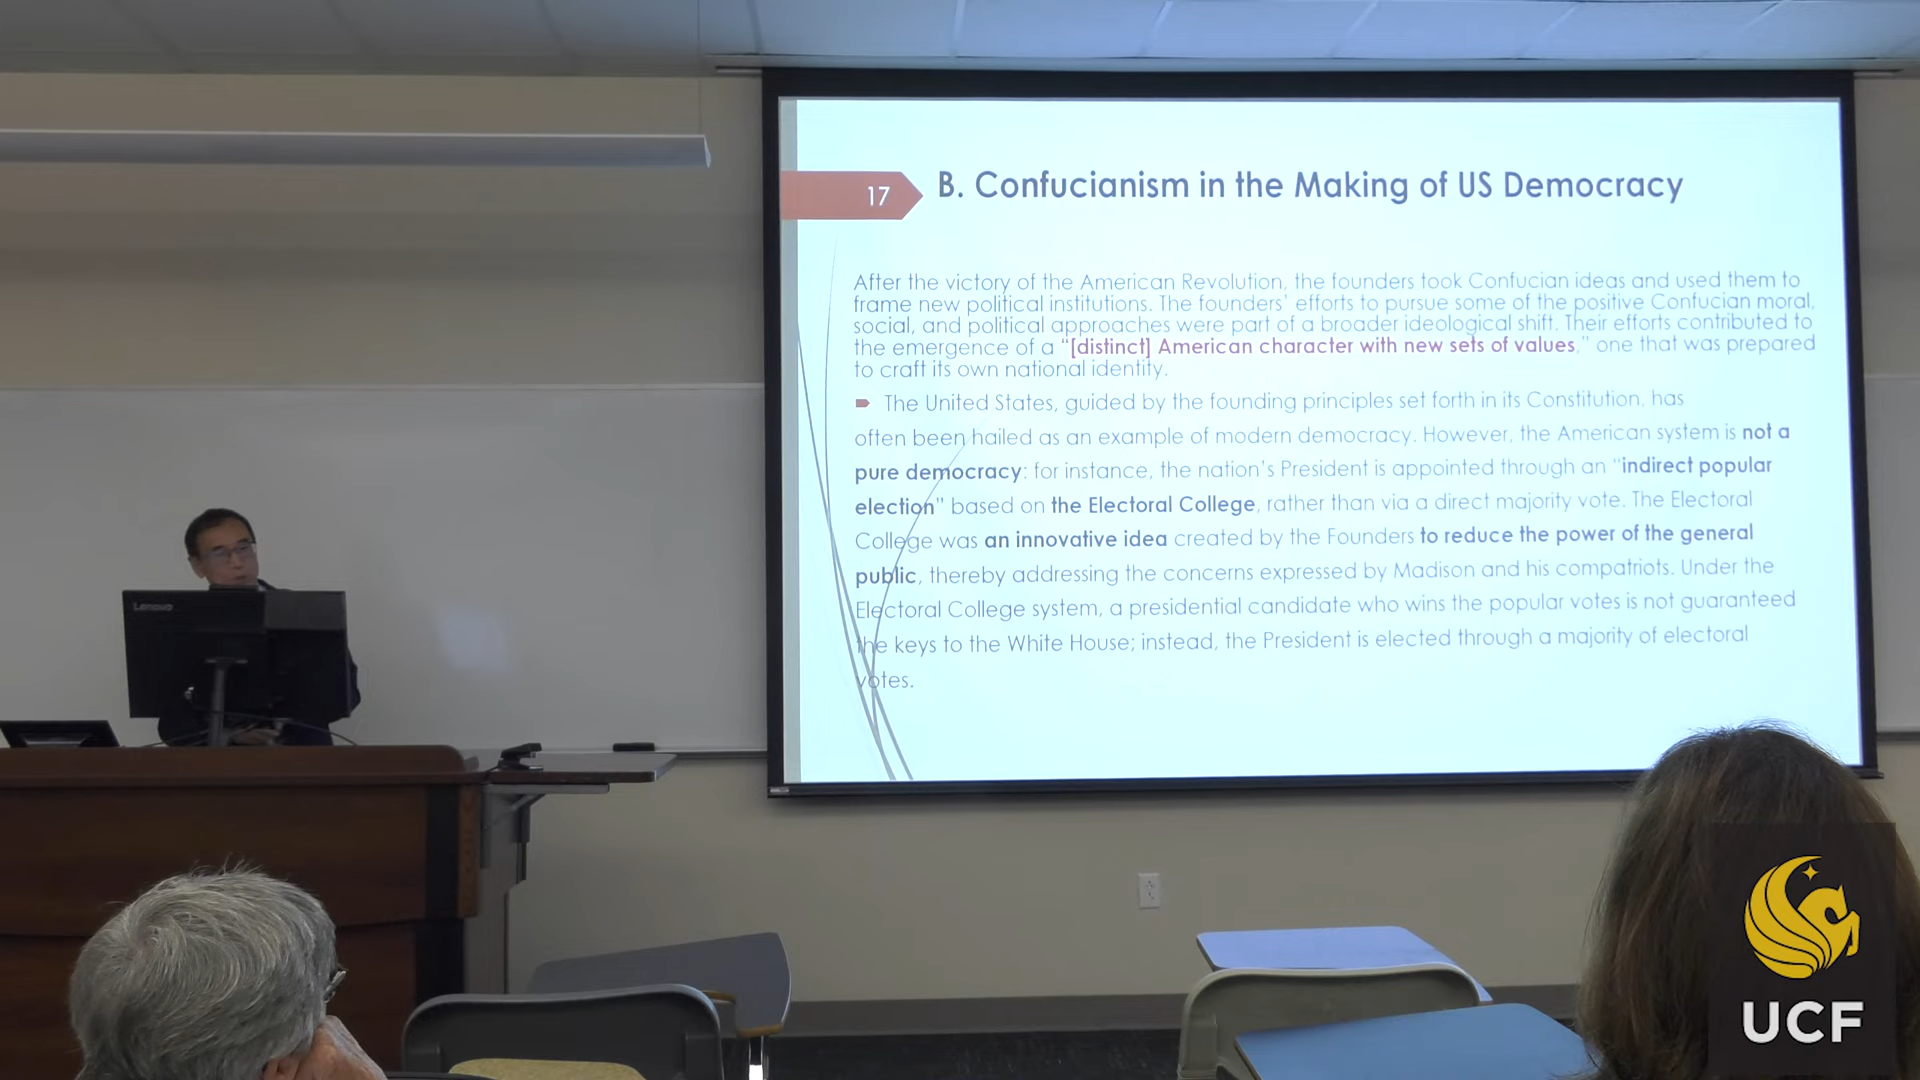 17
B. Confucianism in the Making of US Democracy
After the victory of the American Revolution, the founders took Confucian ideas and used them to
frame new political institutions. The founders' efforts to pursue some of the positive Confucian moral,
social, and political approaches were part of a broader ideological shift. Their efforts contributed to
the emergence of a "[distinct] American character with new sets of values," one that was prepared
to craft its own national identity.
The United States, guided by the founding principles set forth in its Constitution, has
often been hailed as an example of modern democracy. However, the American system is not a
pure democracy: for instance, the nation's President is appointed through an "indirect popular
election" based on the Electoral College, rather than via a direct majority vote. The Electoral
College was an innovative idea created by the Founders to reduce the power of the general
public, thereby addressing the concerns expressed by Madison and his compatriots. Under the
Electoral College system, a presidential candidate who wins the popular votes is not guaranteed
the keys to the White House; instead, the President is elected through a majority of electoral
votes.
Lenovo
UCF